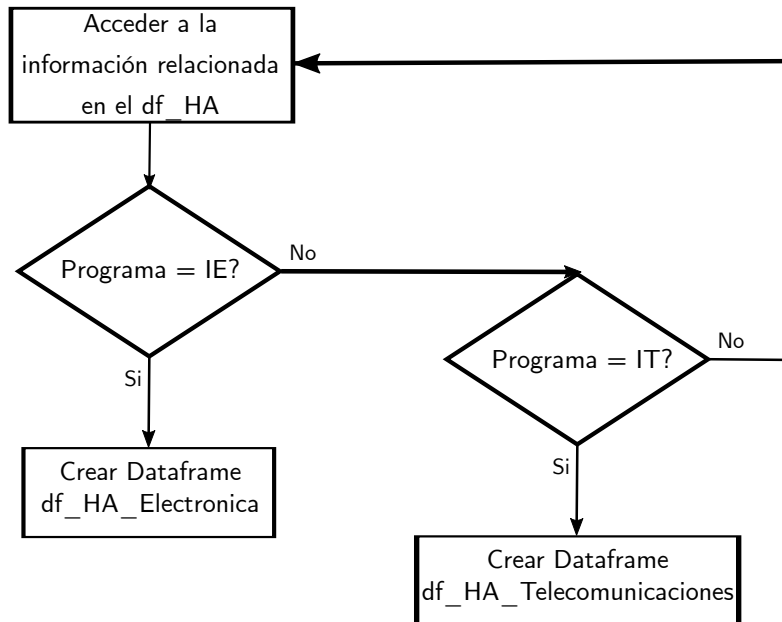 Acceder a la
información relacionada
en el df_HA
Programa = IE?
No
Si
Crear Dataframe
df_HA_Electronica
Programa = IT?
No
Si
Crear Dataframe
df_HA_Telecomunicaciones